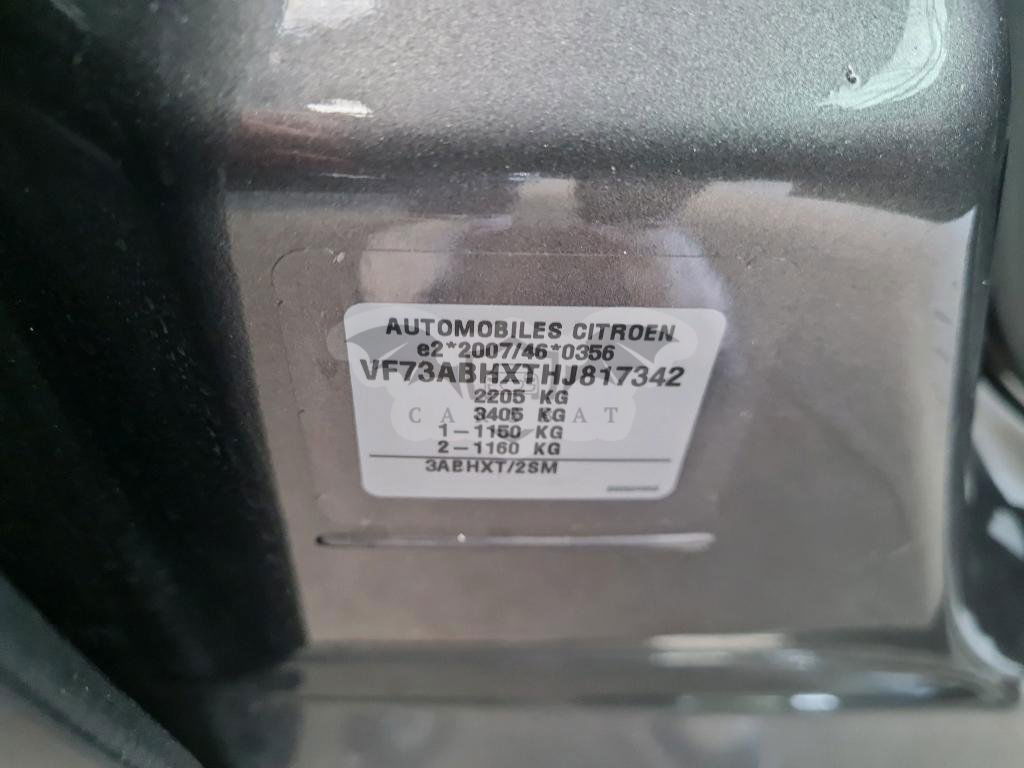 AUTOMOBILES CITROEN
e2*2007/46*0356
VF73ABHXTHJ817342
2205 KG
3405 KG
1-1150 KG
2-1160 KG
3ABHXT/2SM